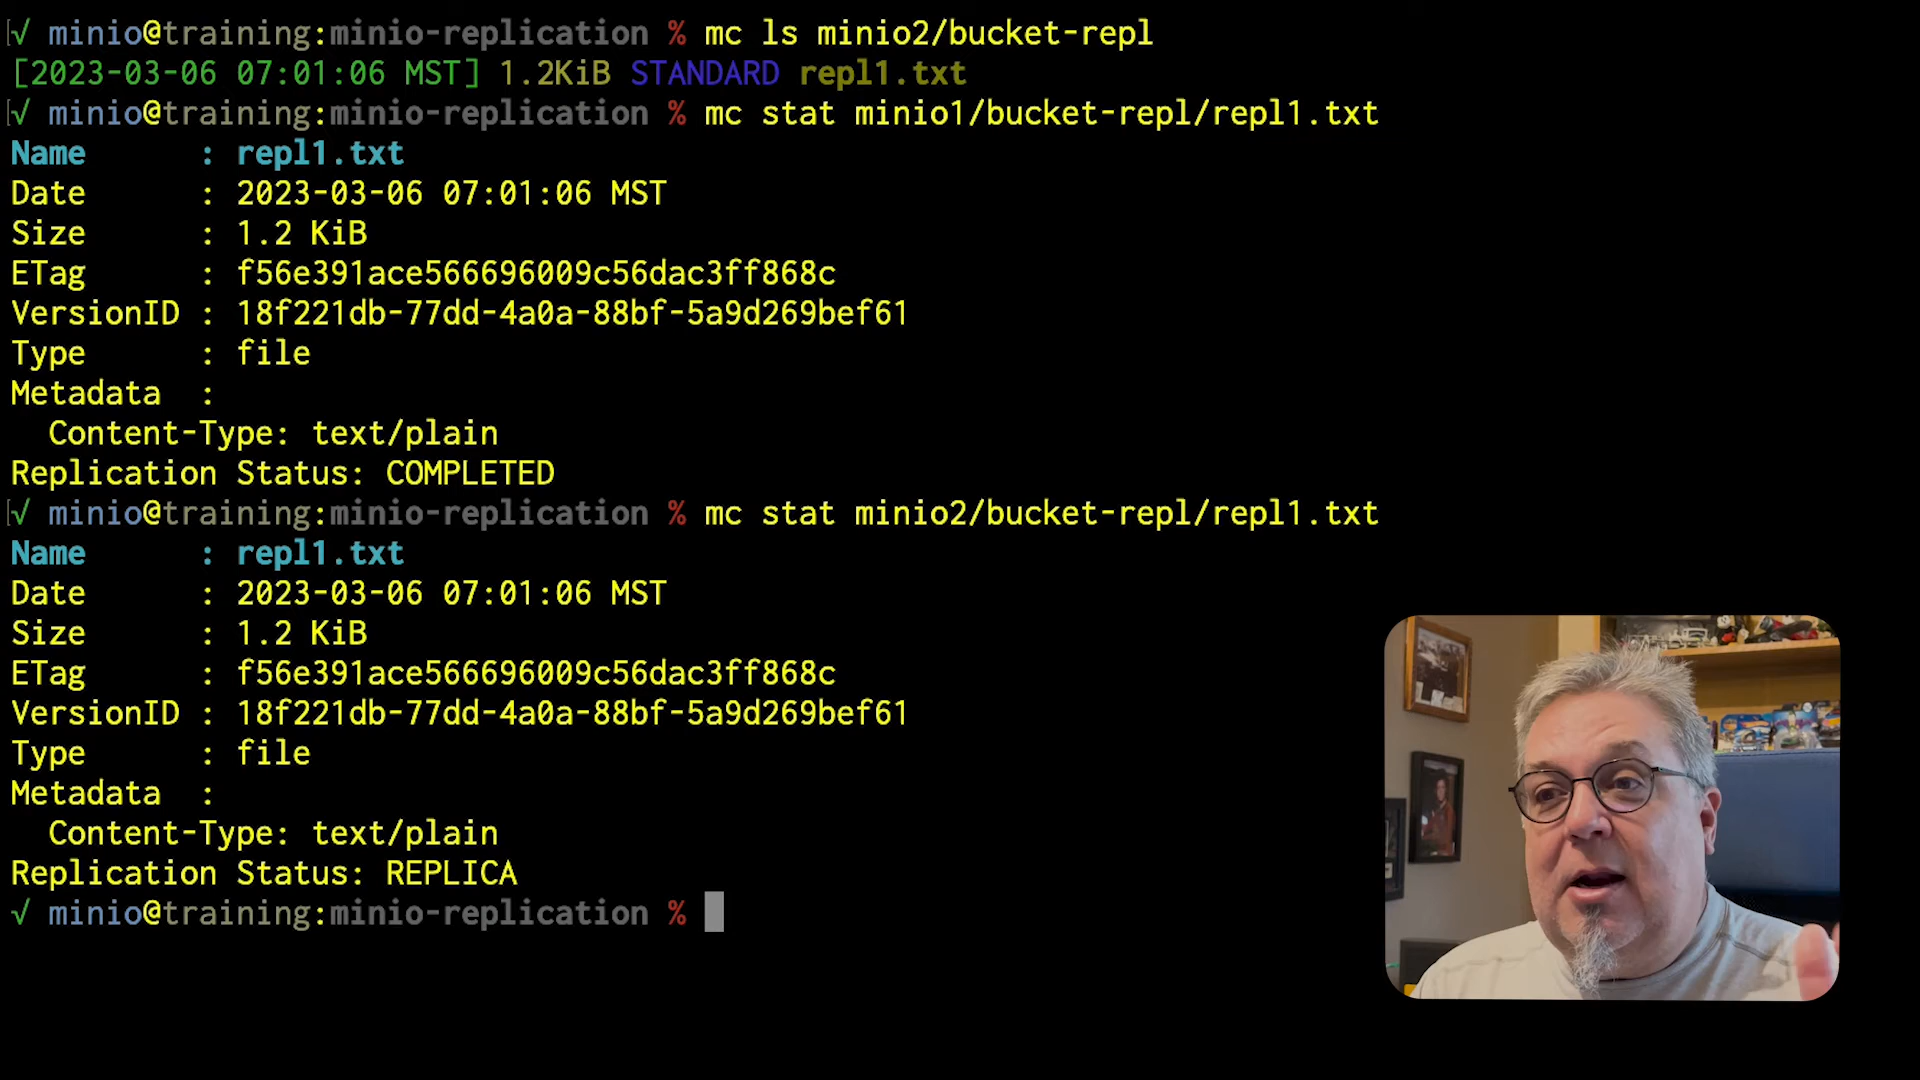 √ minio@training:minio-replication % mc ls minio2/bucket-repl
[2023-03-06 07:01:06 MST] 1.2KiB STANDARD repl1.txt
√ minio@training:minio-replication % mc stat minio1/bucket-repl/repl1.txt
Name      : repl1.txt
Date      : 2023-03-06 07:01:06 MST
Size      : 1.2 KiB
ETag      : f56e391ace566696009c56dac3ff868c
VersionID : 18f221db-77dd-4a0a-88bf-5a9d269bef61
Type      : file
Metadata  :
  Content-Type: text/plain
Replication Status: COMPLETED
√ minio@training:minio-replication % mc stat minio2/bucket-repl/repl1.txt
Name      : repl1.txt
Date      : 2023-03-06 07:01:06 MST
Size      : 1.2 KiB
ETag      : f56e391ace566696009c56dac3ff868c
VersionID : 18f221db-77dd-4a0a-88bf-5a9d269bef61
Type      : file
Metadata  :
  Content-Type: text/plain
Replication Status: REPLICA
√ minio@training:minio-replication %